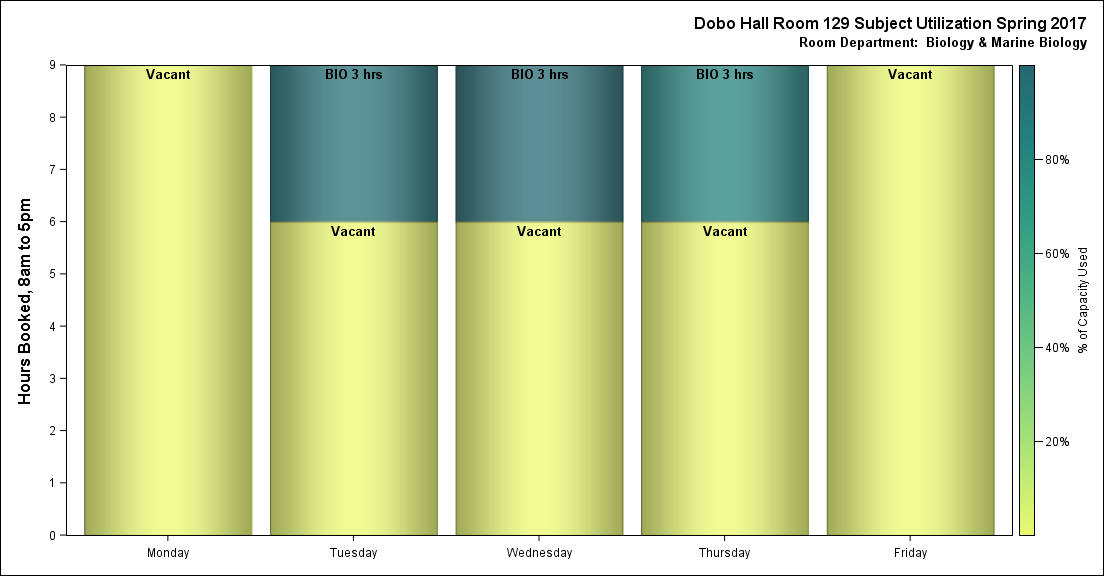 Dobo Hall Room 129 Subject Utilization Spring 2017
Room Department:  Biology & Marine Biology
Hours Booked, 8am to 5pm
9
8
7
6
5
4
3
2
1
0
Vacant
BIO 3 hrs
BIO 3 hrs
BIO 3 hrs
Vacant
Vacant
Vacant
Vacant
Monday
Tuesday
Wednesday
Thursday
Friday
80%
60%
40%
20%
% of Capacity Used